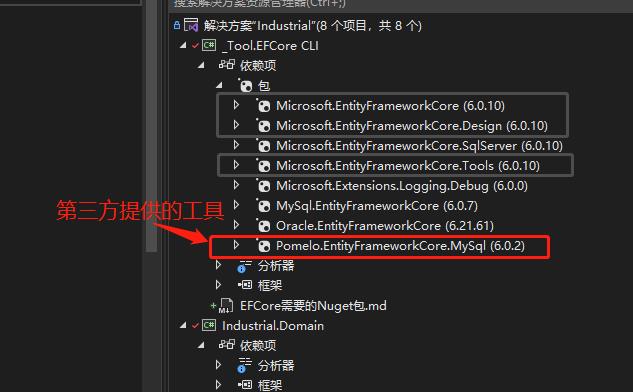 搜索解决方案资源管理器(Ctrl+;)
解决方案"Industrial"(8 个项目，共 8 个)
C# _Tool.EFCore CLI
依赖项
包
Microsoft.EntityFrameworkCore (6.0.10)
Microsoft.EntityFrameworkCore.Design (6.0.10)
Microsoft.EntityFrameworkCore.SqlServer (6.0.10)
Microsoft.EntityFrameworkCore.Tools (6.0.10)
Microsoft.Extensions.Logging.Debug (6.0.0)
MySql.EntityFrameworkCore (6.0.7)
第三方提供的工具
Oracle.EntityFrameworkCore (6.21.61)
Pomelo.EntityFrameworkCore.MySql (6.0.2)
分析器
框架
M↓ EFCore需要的Nuget包.md
C# Industrial.Domain
依赖项
分析器
框架